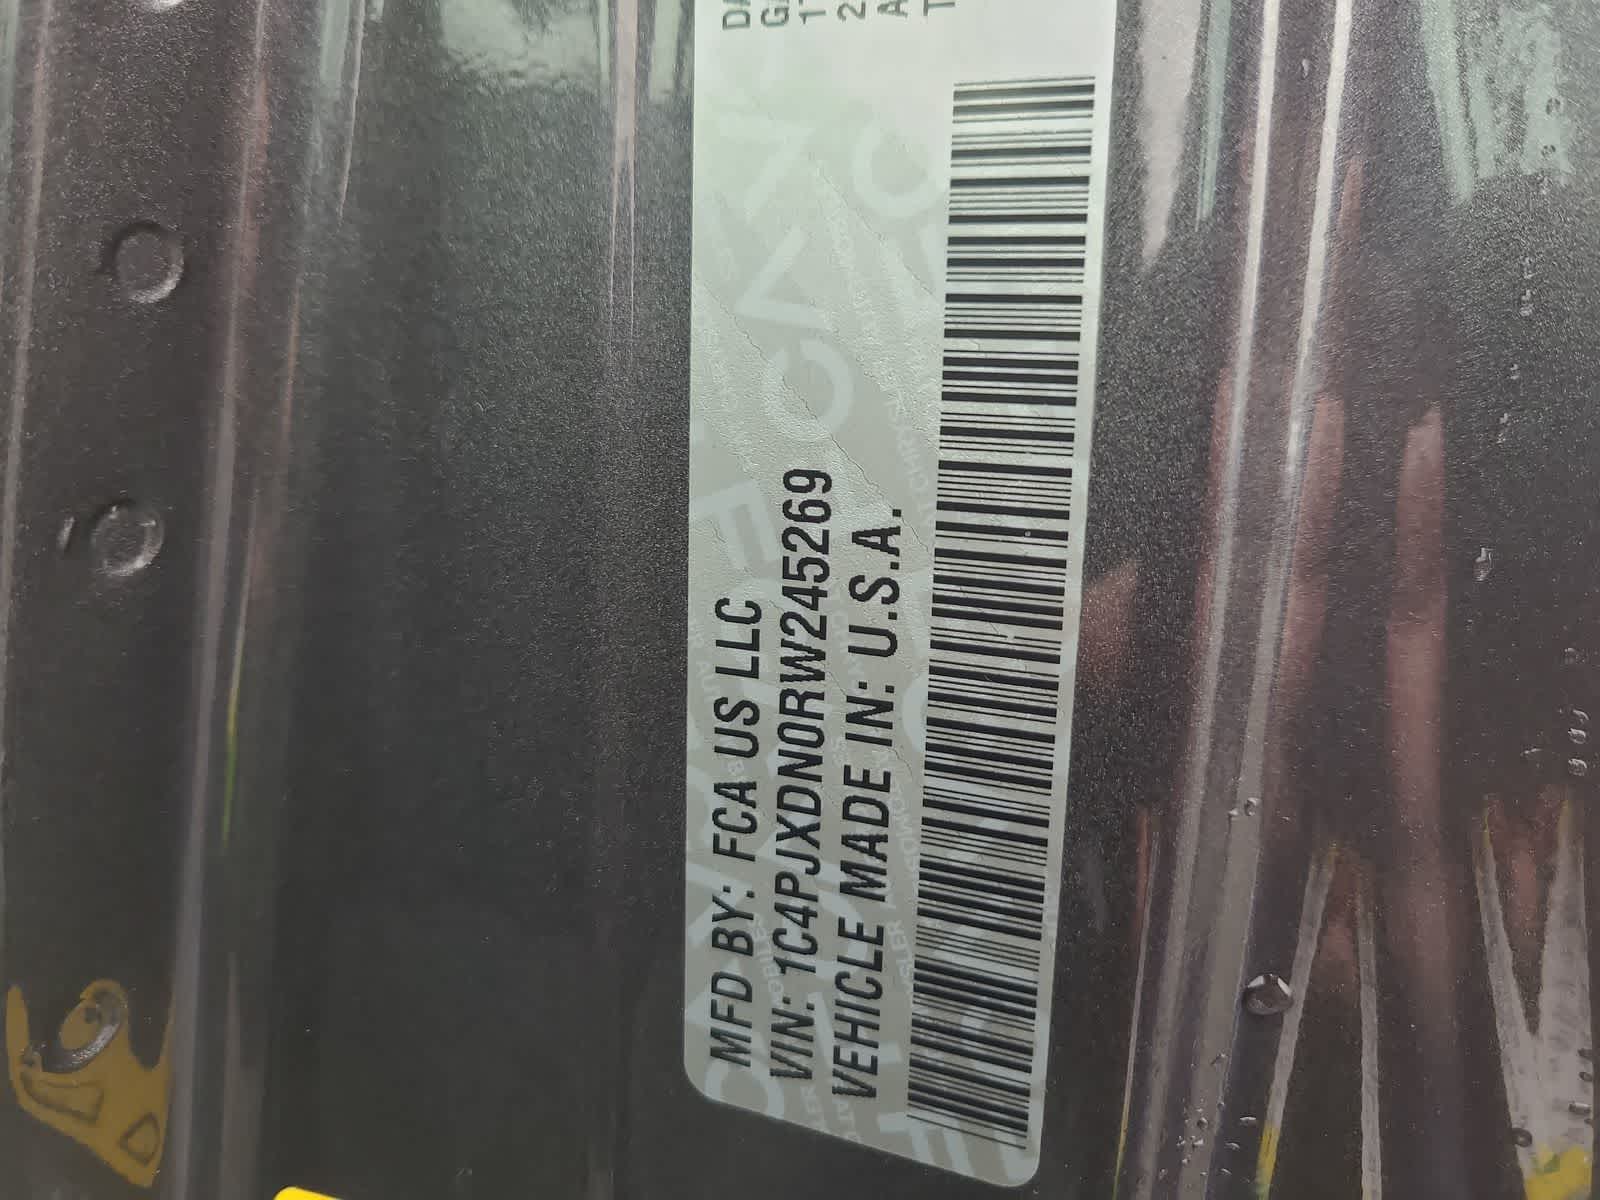 MFD BY: FCA US LLC
VIN: 1C4PJXDN0RW245269
VEHICLE MADE IN: U.S.A.